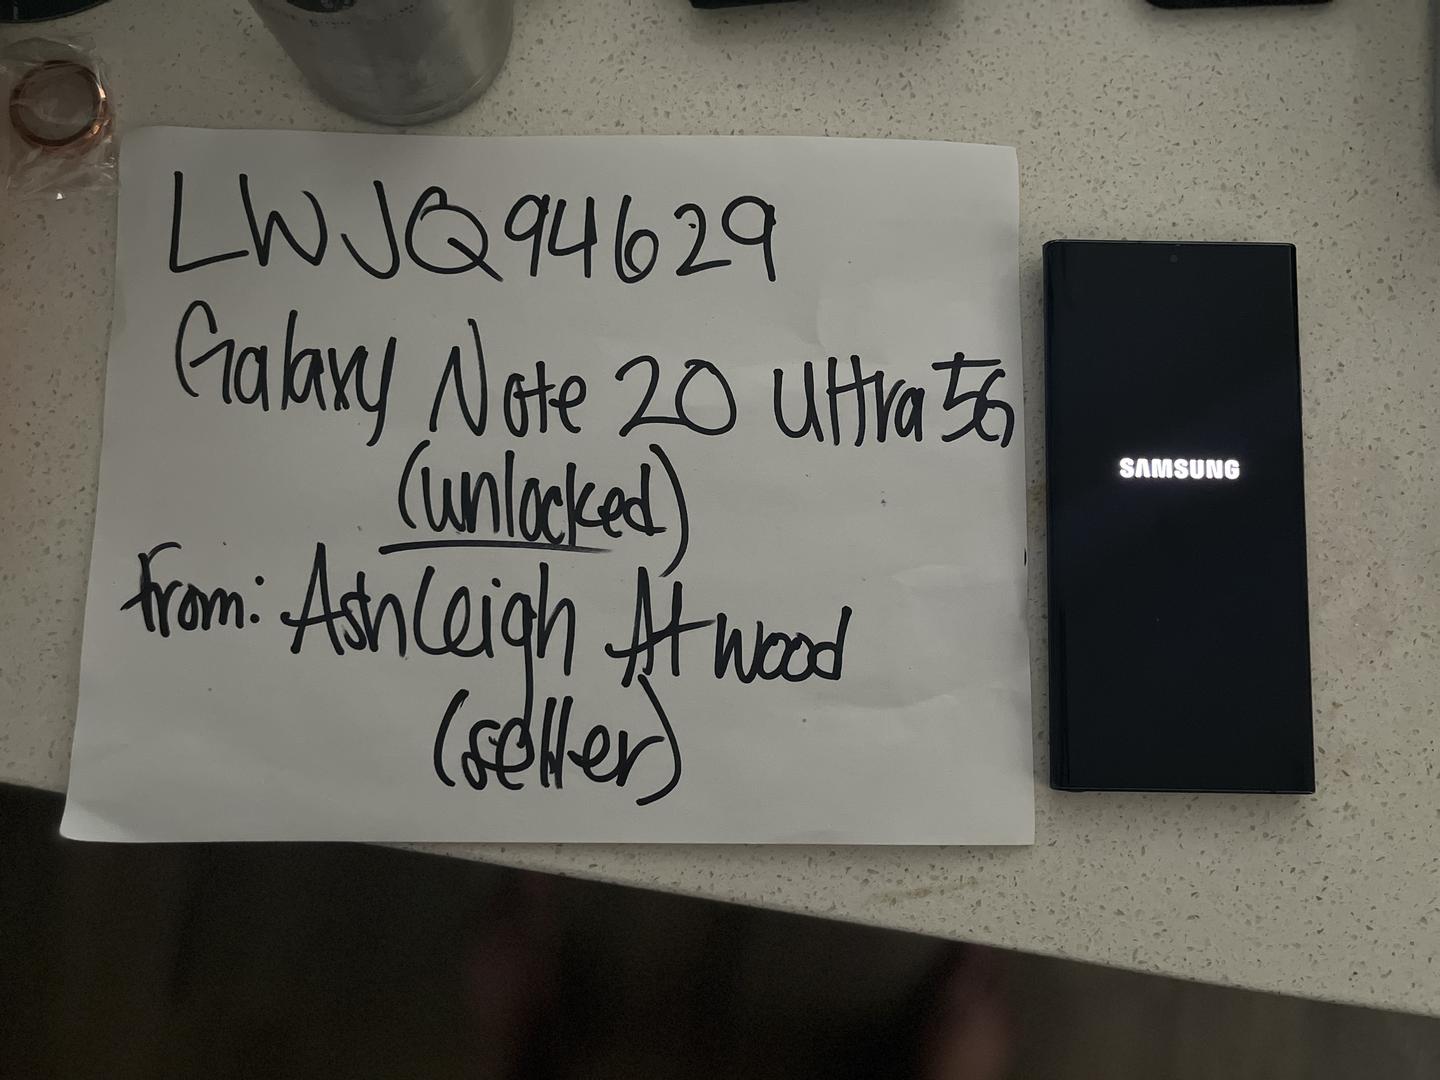 LWJQ94629
Galaxy Note 20 Ultra 5G
(unlocked)
From: Ashleigh Atwood
(seller)
SAMSUNG